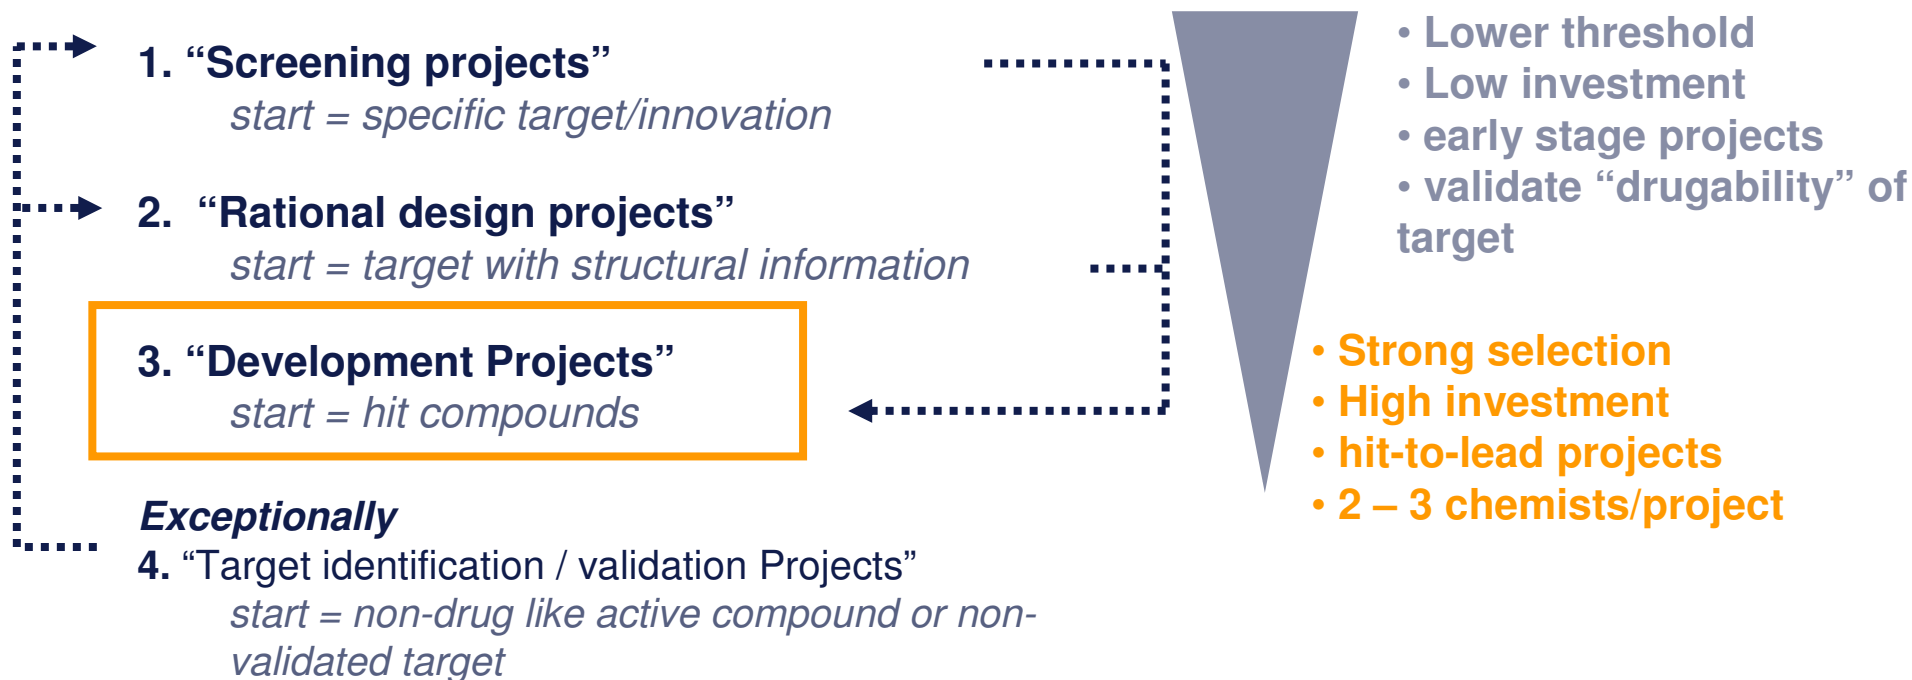 1. “Screening projects”
start = specific target/innovation
2. “Rational design projects”
start = target with structural information
3. “Development Projects”
start = hit compounds
Exceptionally
4. “Target identification / validation Projects”
start = non-drug like active compound or non-
validated target
• Lower threshold
• Low investment
• early stage projects
• validate “drugability” of
target
• Strong selection
• High investment
• hit-to-lead projects
• 2 – 3 chemists/project